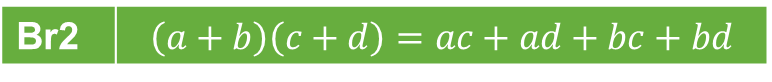 Br2 (a + b)(c + d) = ac + ad + bc + bd